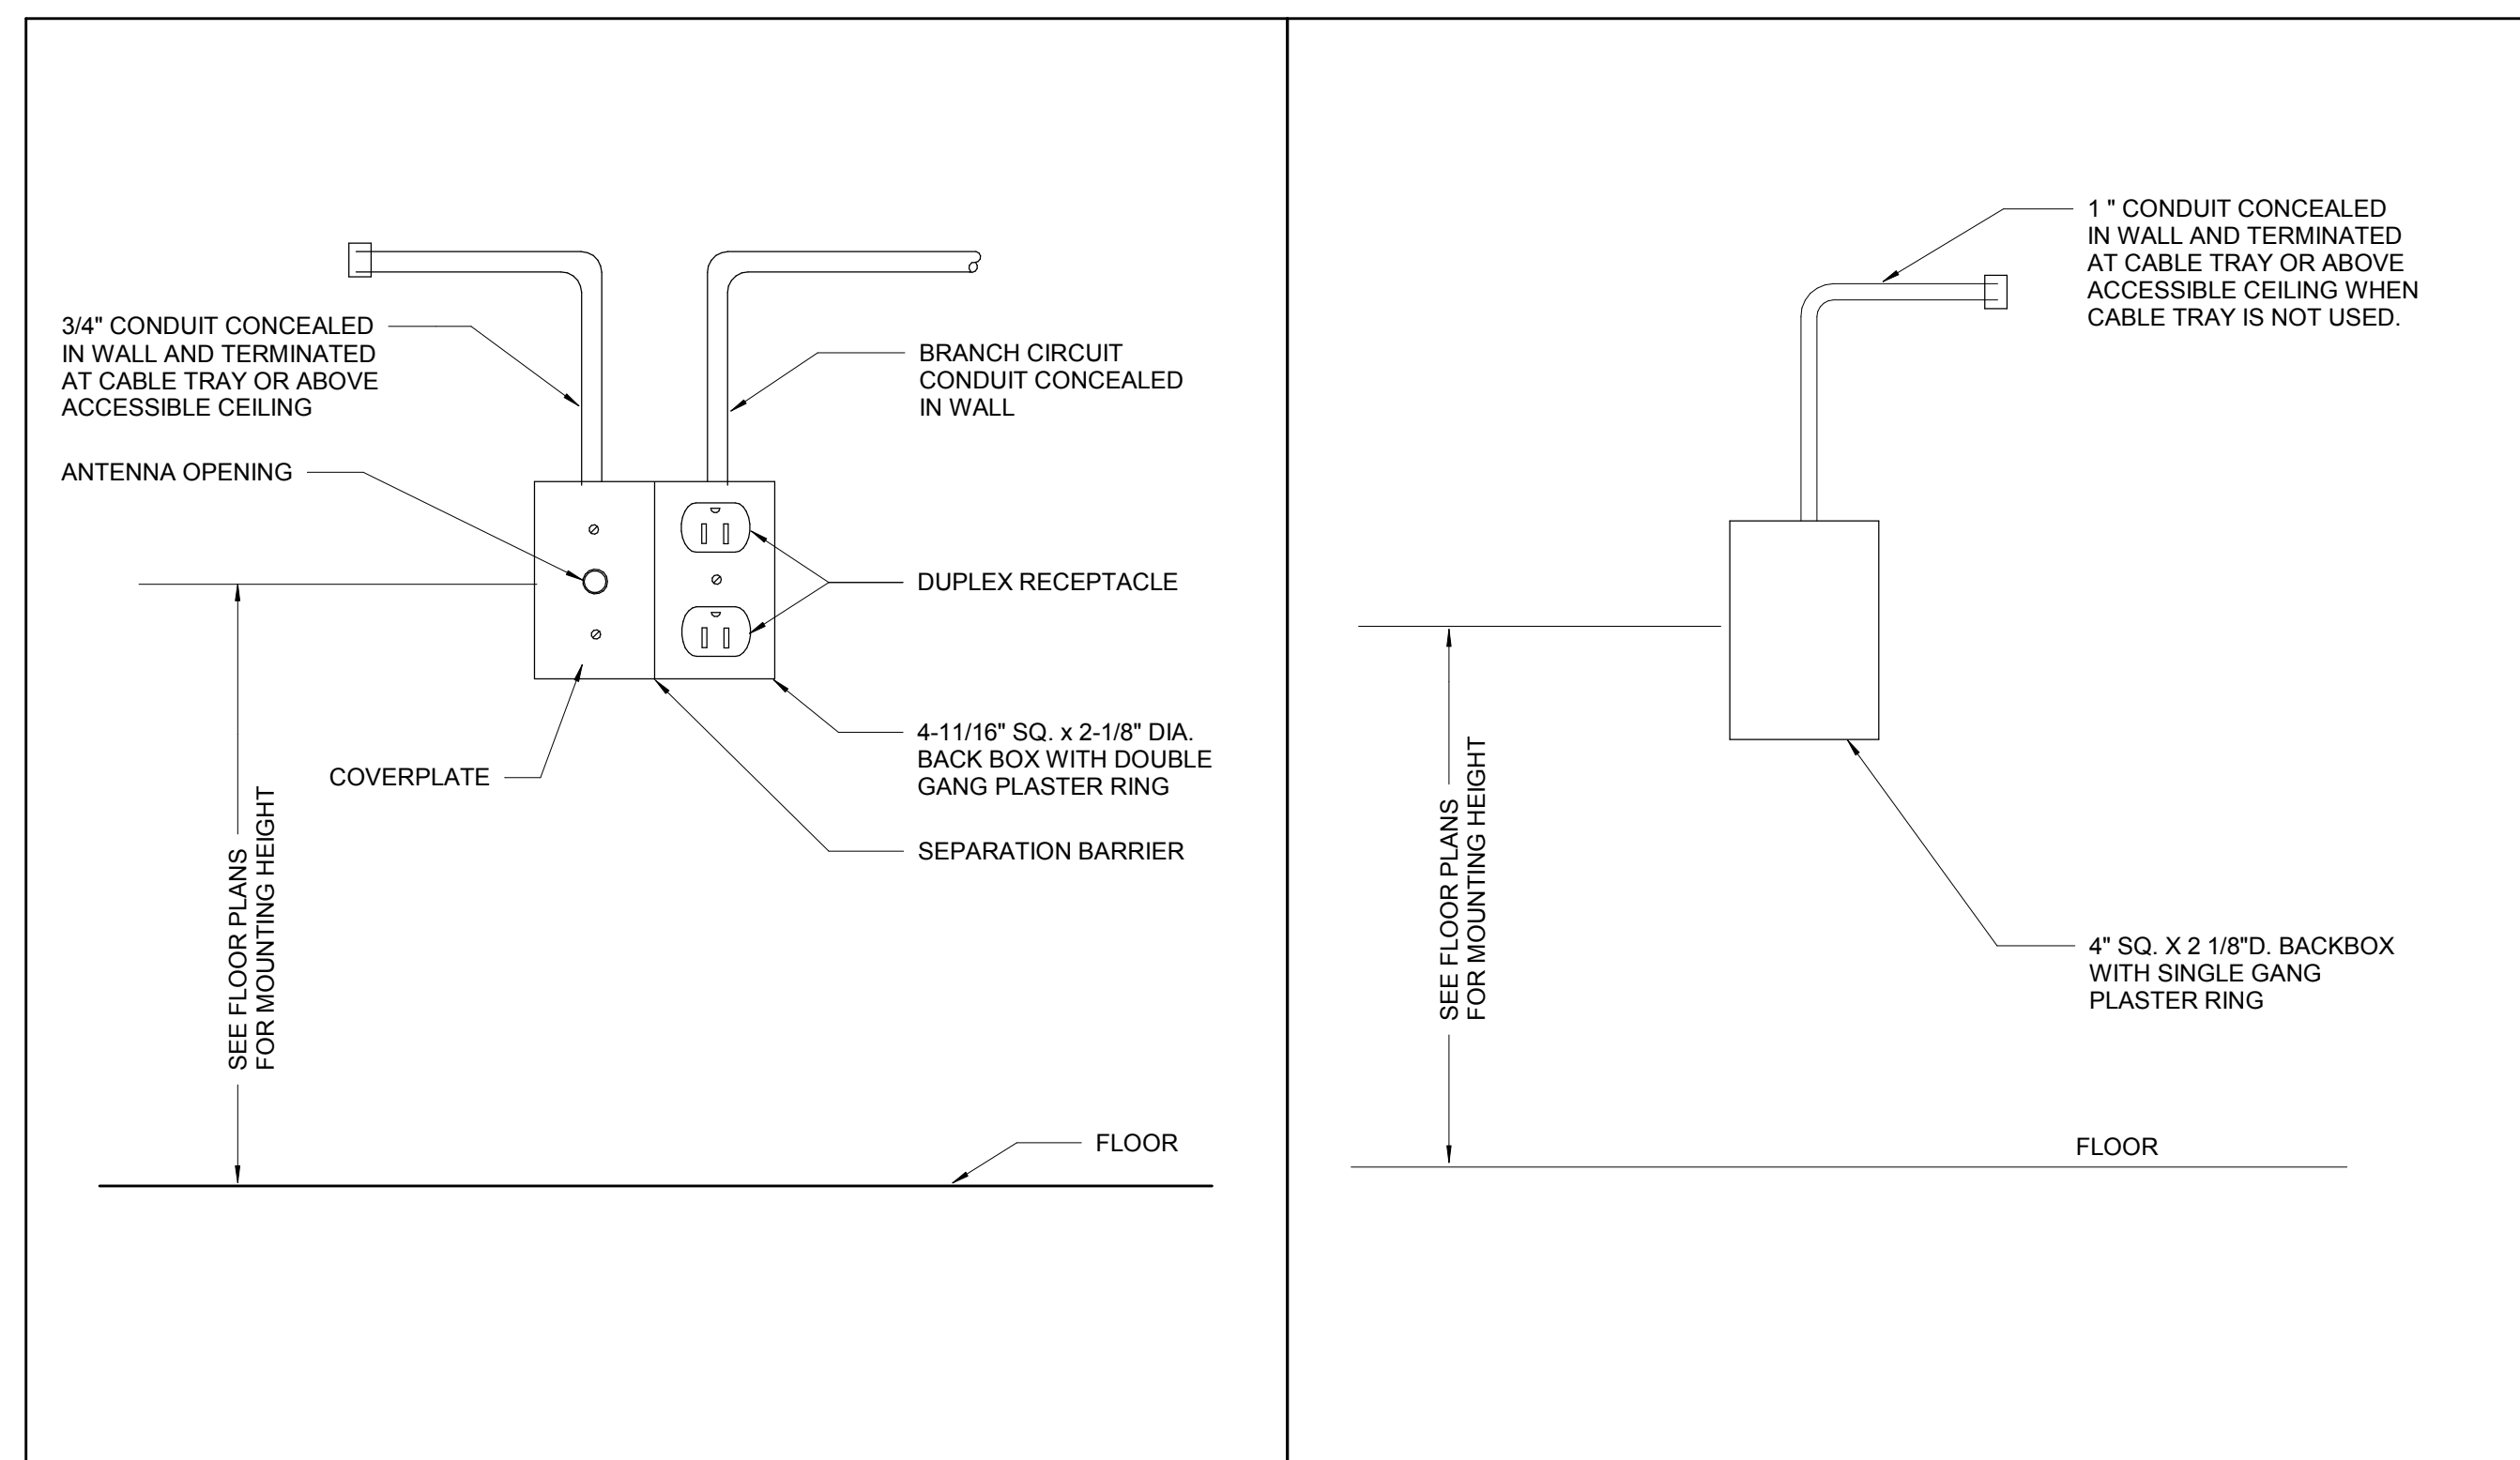 3/4" CONDUIT CONCEALED
IN WALL AND TERMINATED
AT CABLE TRAY OR ABOVE
ACCESSIBLE CEILING
ANTENNA OPENING
BRANCH CIRCUIT
CONDUIT CONCEALED
IN WALL
DUPLEX RECEPTACLE
4-11/16" SQ. x 2-1/8" DIA.
BACK BOX WITH DOUBLE
GANG PLASTER RING
COVERPLATE
SEPARATION BARRIER
SEE FLOOR PLANS
FOR MOUNTING HEIGHT
FLOOR
1 " CONDUIT CONCEALED
IN WALL AND TERMINATED
AT CABLE TRAY OR ABOVE
ACCESSIBLE CEILING WHEN
CABLE TRAY IS NOT USED.
SEE FLOOR PLANS
FOR MOUNTING HEIGHT
4" SQ. X 2 1/8"D. BACKBOX
WITH SINGLE GANG
PLASTER RING
FLOOR